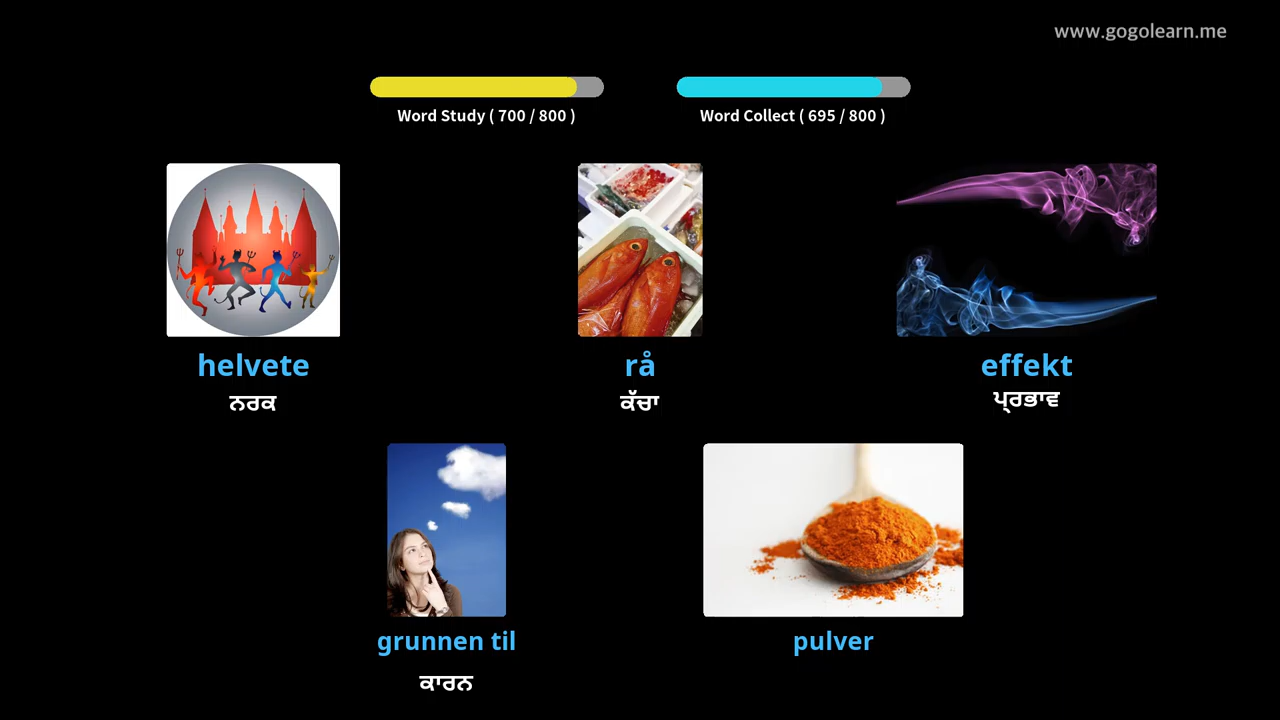 www.gogolearn.me
Word Study ( 700 / 800 )
Word Collect ( 695 / 800 )
helvete
ਨਰਕ
rå
ਕੱਚਾ
effekt
ਪ੍ਰਭਾਵ
grunnen til
ਕਾਰਨ
pulver